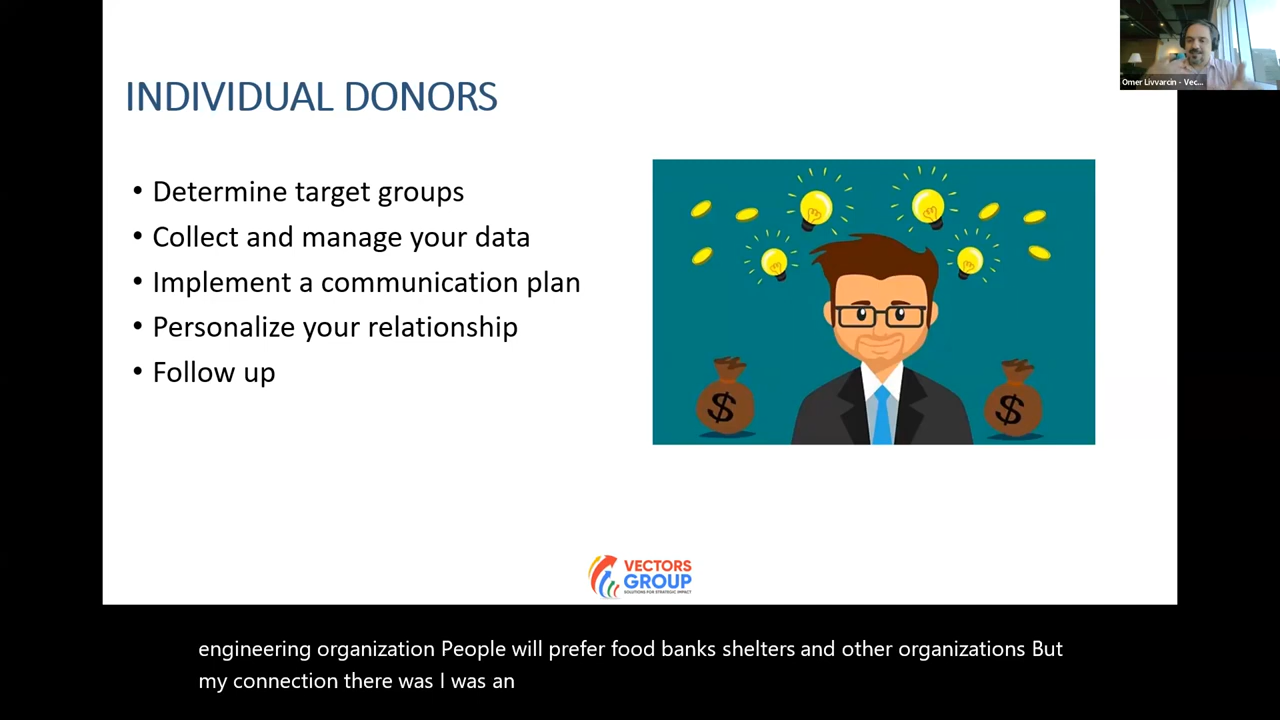 Omer Livvarcin - Vec...
INDIVIDUAL DONORS
• Determine target groups
• Collect and manage your data
• Implement a communication plan
• Personalize your relationship
• Follow up
$
$
VECTORS
GROUP
SOLUTIONS FOR STRATEGIC IMPACT
engineering organization People will prefer food banks shelters and other organizations But
my connection there was I was an